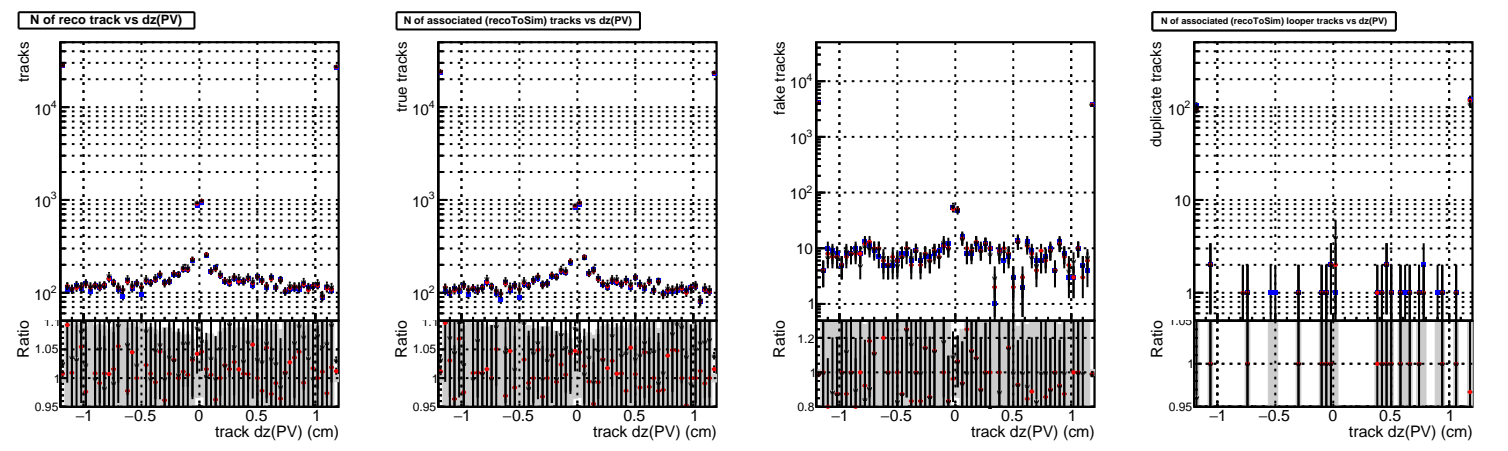 N of reco track vs dz(PV)
tracks
10^4
10^3
10^2
Ratio
1.1
1.05
1
0.95
−1 −0.5 0 0.5 1
track dz(PV) (cm)
N of associated (recoToSim) tracks vs dz(PV)
true tracks
10^4
10^3
10^2
Ratio
1.1
1.05
1
0.95
−1 −0.5 0 0.5 1
track dz(PV) (cm)
fake tracks
10^4
10^3
10^2
10
1
Ratio
1.2
1
0.8
−1 −0.5 0 0.5 1
track dz(PV) (cm)
N of associated (recoToSim) looper tracks vs dz(PV)
duplicate tracks
10^2
10
1
Ratio
1.05
1
0.95
−1 −0.5 0 0.5 1
track dz(PV) (cm)